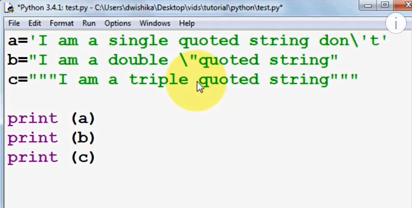 *Python 3.4.1: test.py - C:\Users\dwishika\Desktop\vids\tutorial\python\test.py*
File Edit Format Run Options Windows Help
a='I am a single quoted string don\'t'
b="I am a double \"quoted string"
c="""I am a triple quoted string"""
print (a)
print (b)
print (c)